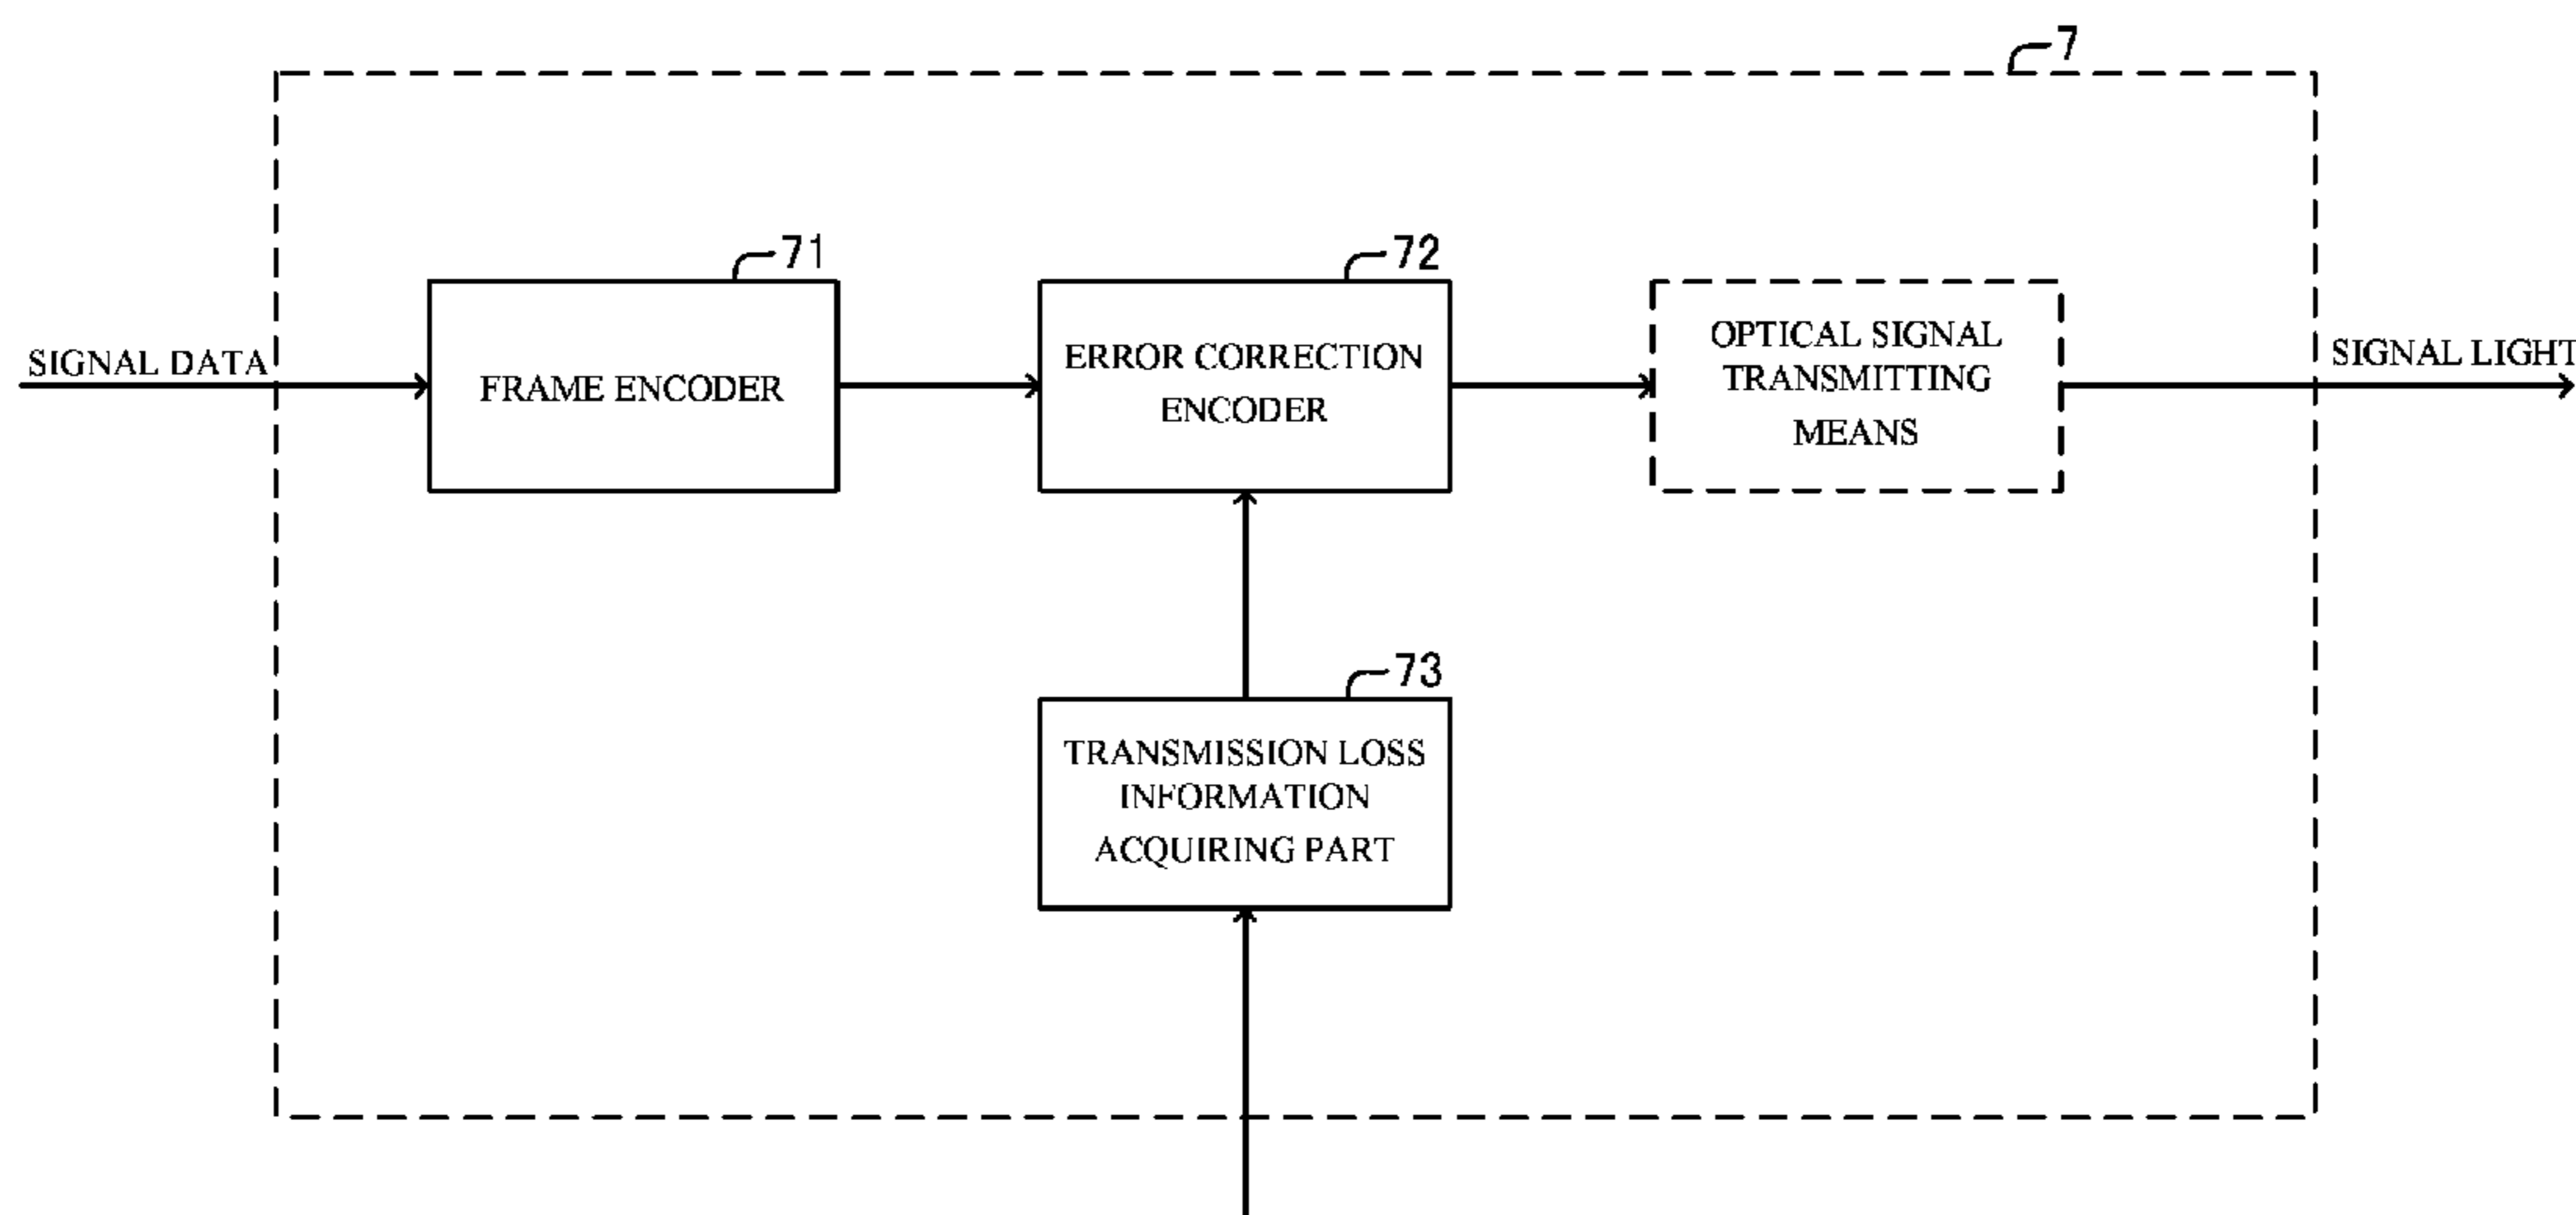 7
71
72
SIGNAL DATA
FRAME ENCODER
ERROR CORRECTION
ENCODER
OPTICAL SIGNAL
TRANSMITTING
MEANS
SIGNAL LIGHT
73
TRANSMISSION LOSS
INFORMATION
ACQUIRING PART